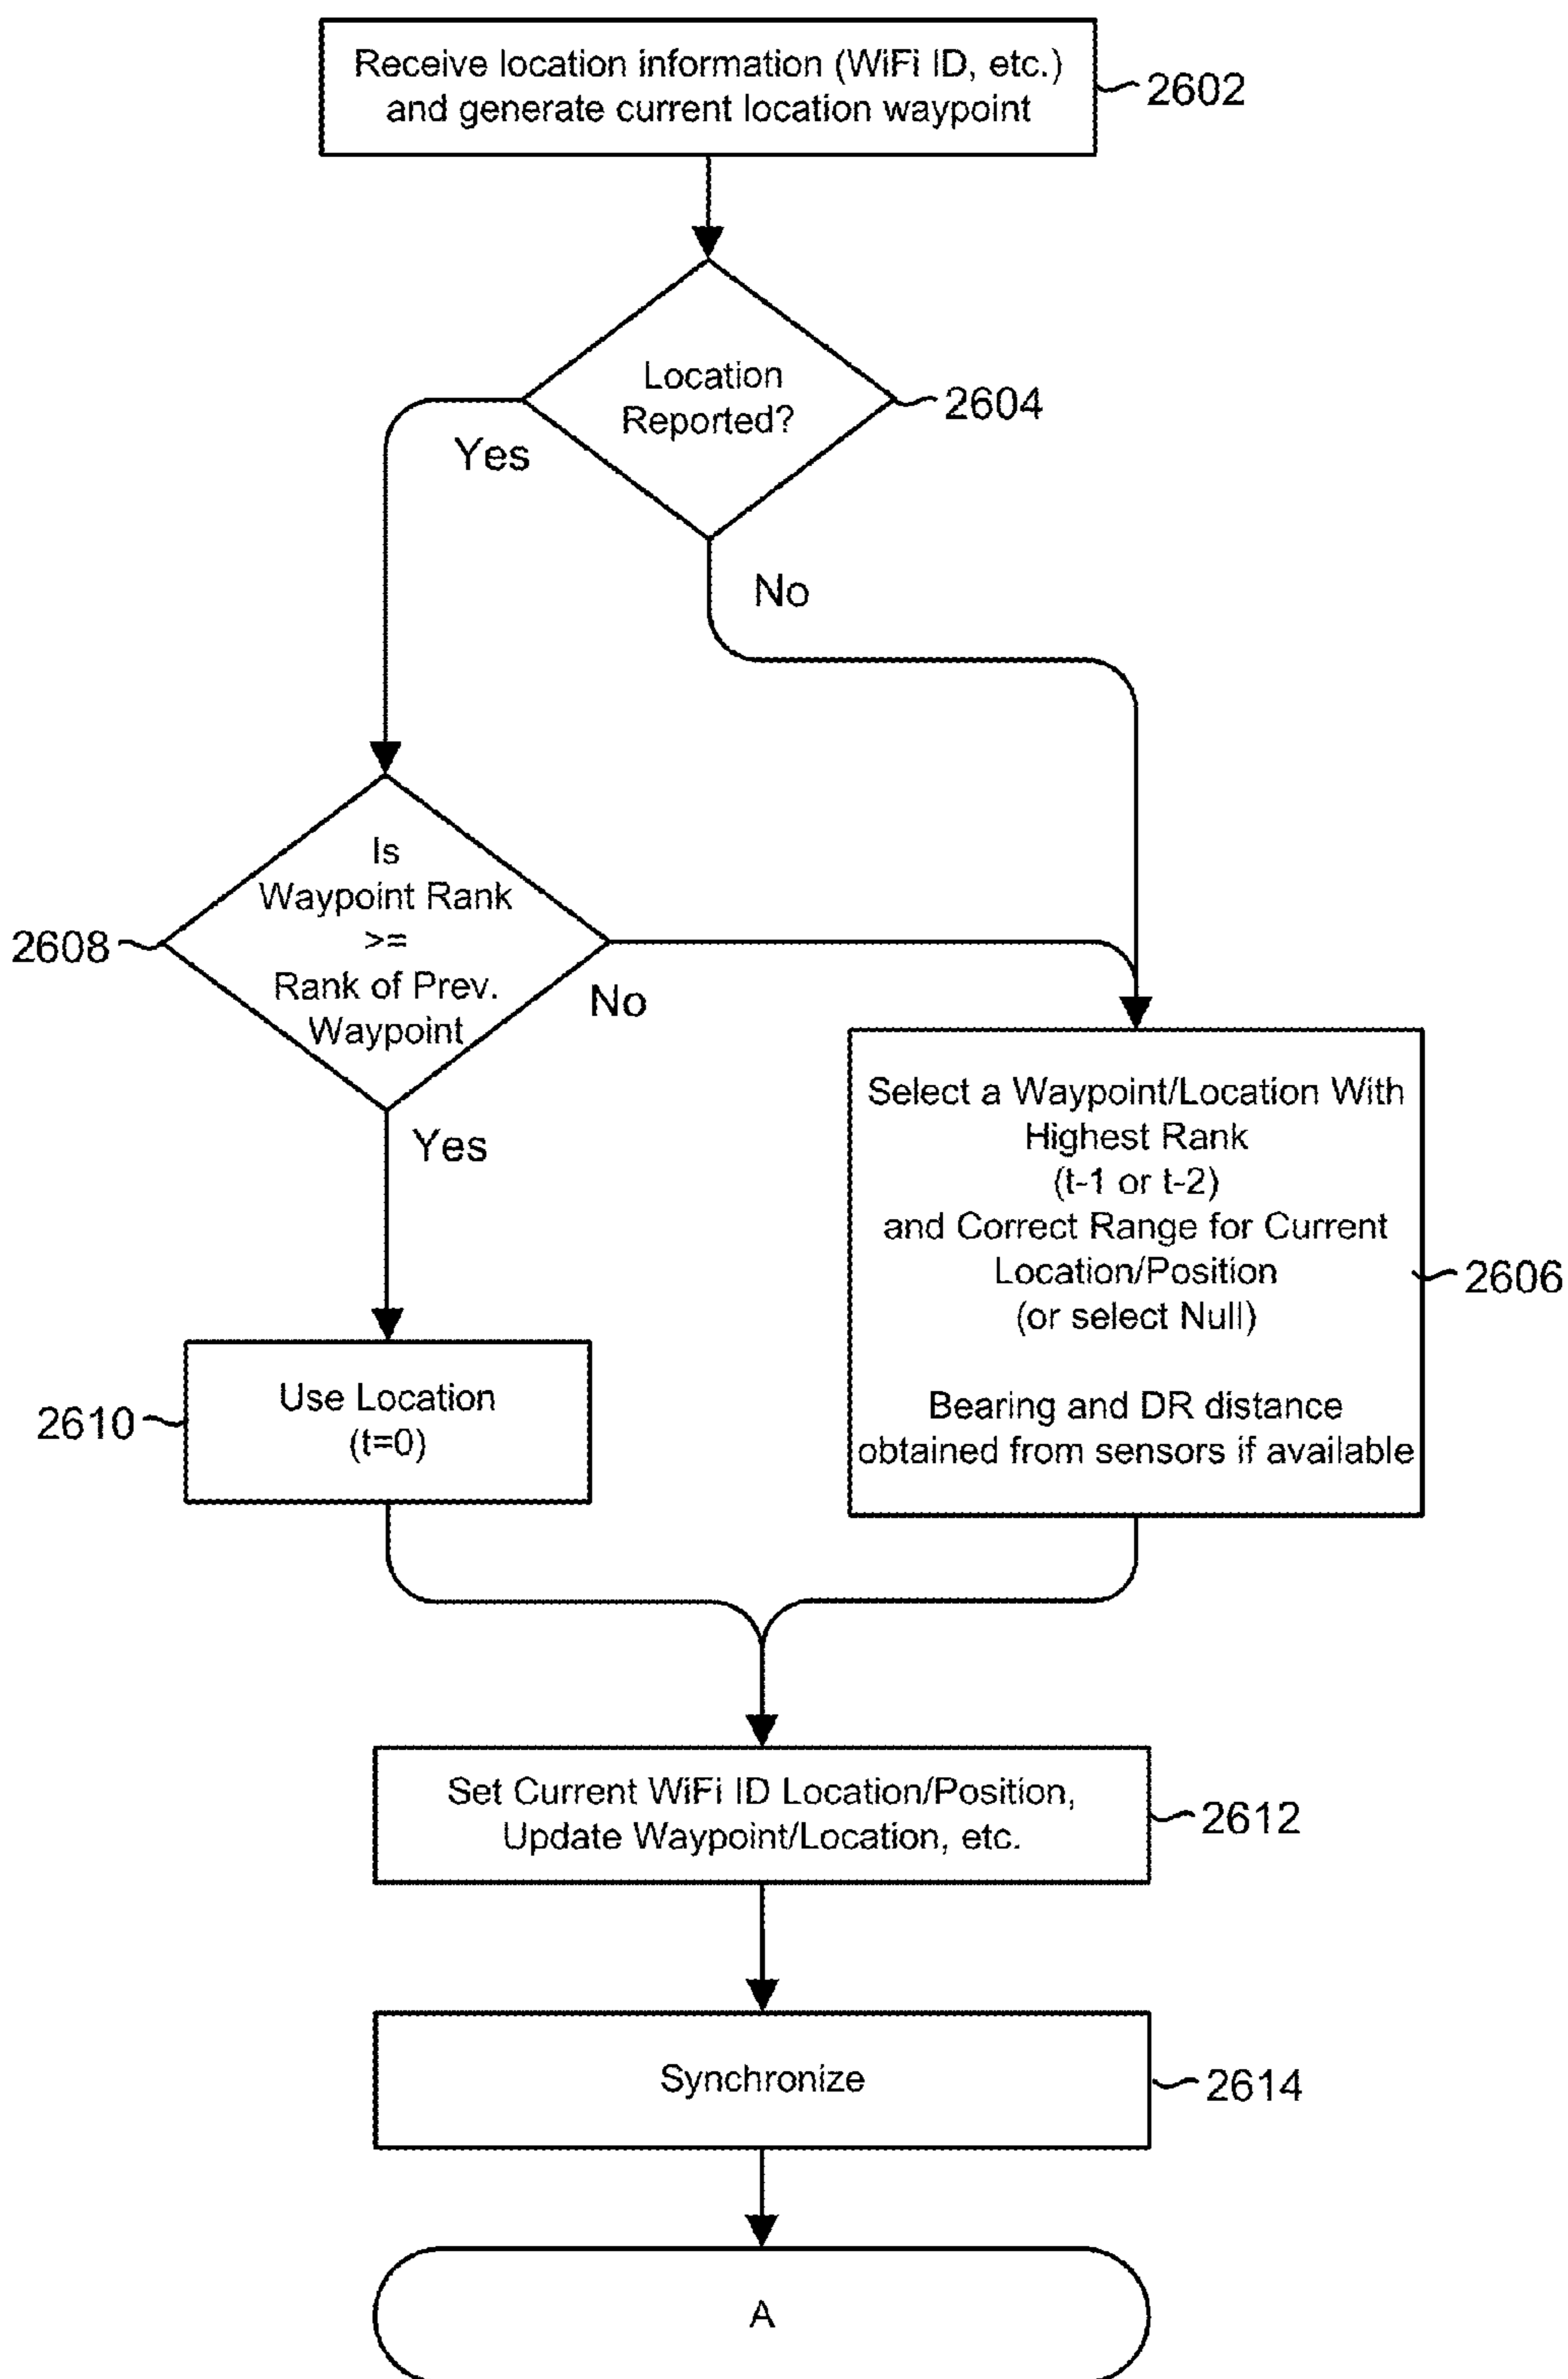 Receive location information (WiFi ID, etc.)
and generate current location waypoint
2602
Location
Reported?
2604
Yes
No
Is
Waypoint Rank
>=
Rank of Prev.
Waypoint
2608
No
Yes
Select a Waypoint/Location With
Highest Rank
(t-1 or t-2)
and Correct Range for Current
Location/Position
(or select Null)
Bearing and DR distance
obtained from sensors if available
2606
Use Location
(t=0)
2610
Set Current WiFi ID Location/Position,
Update Waypoint/Location, etc.
2612
Synchronize
2614
A